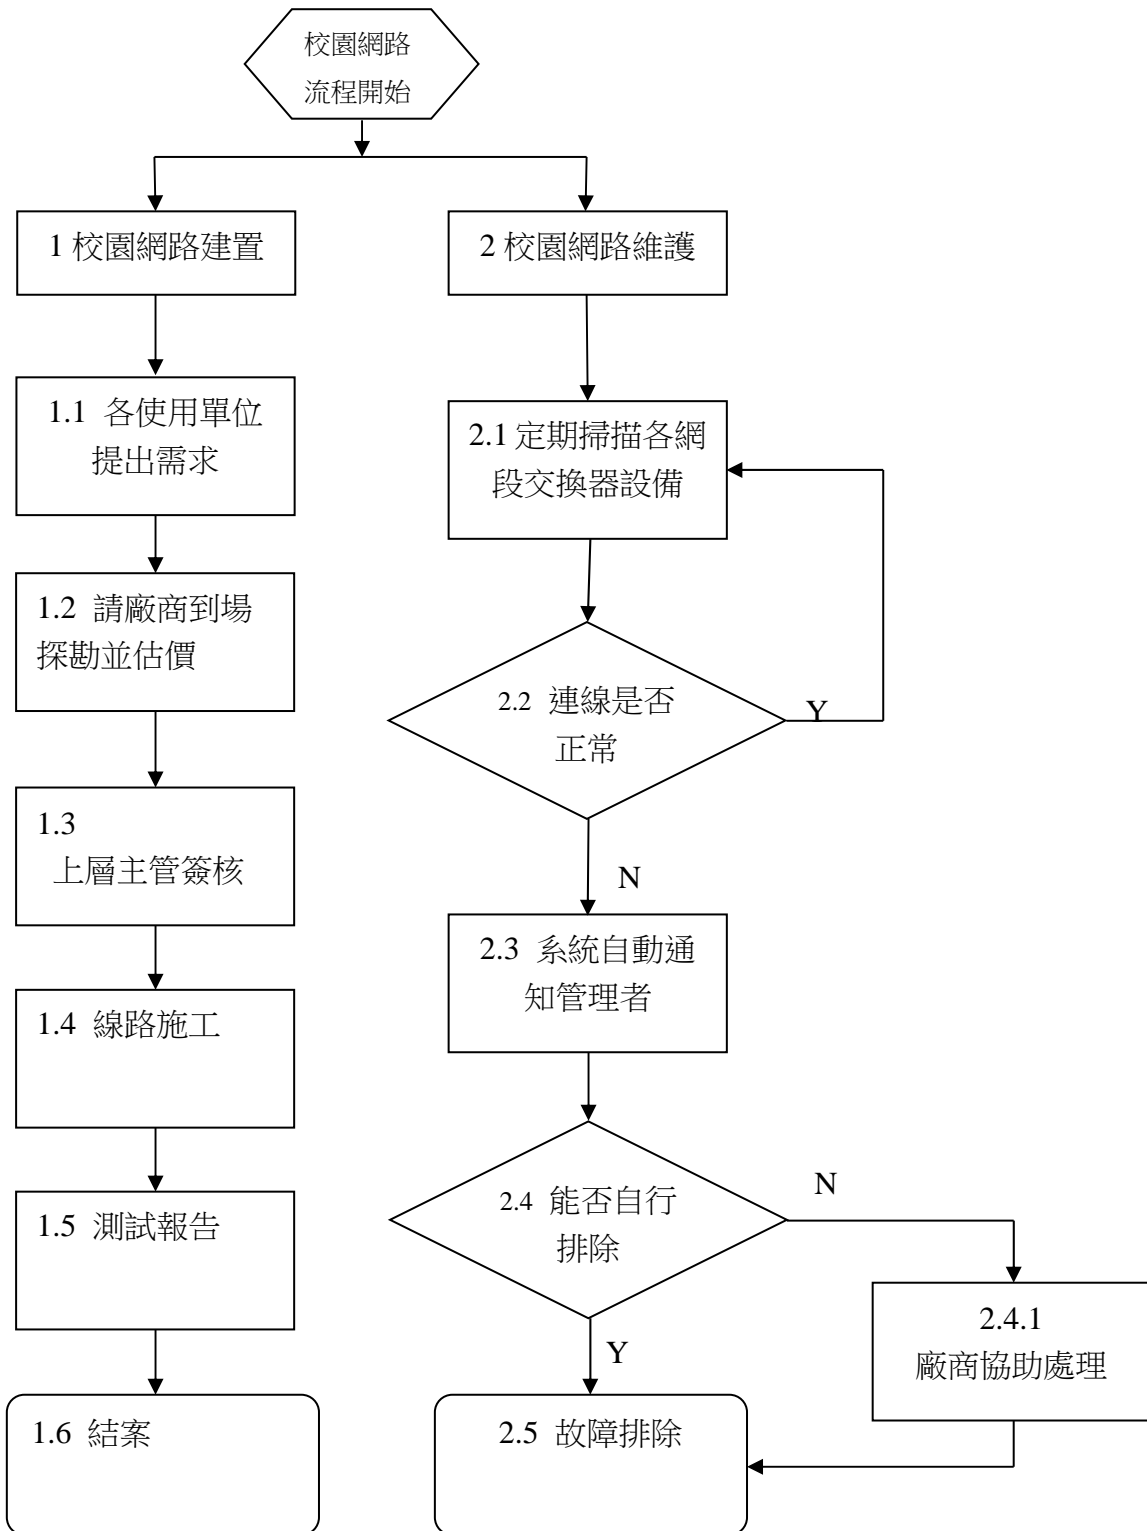 校園網路
流程開始
1 校園網路建置
1.1 各使用單位
提出需求
1.2 請廠商到場
探勘並估價
1.3
上層主管簽核
1.4 線路施工
1.5 測試報告
1.6 結案
2 校園網路維護
2.1 定期掃描各網
段交換器設備
2.2 連線是否
正常
Y
N
2.3 系統自動通
知管理者
2.4 能否自行
排除
N
Y
2.4.1
廠商協助處理
2.5 故障排除